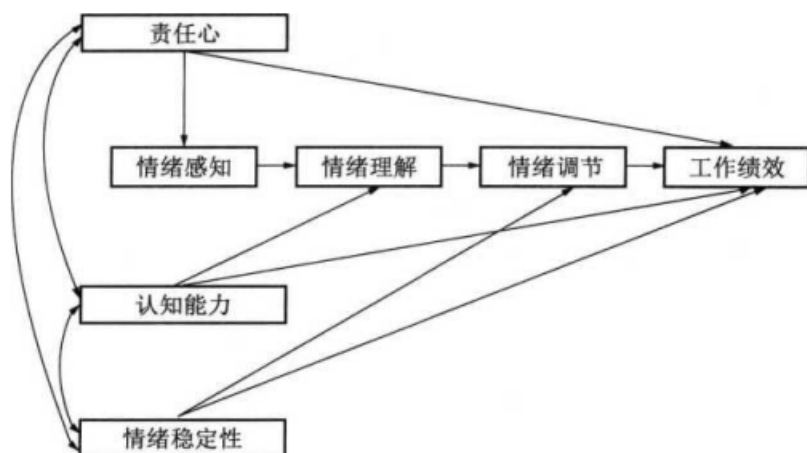 责任心
情绪感知
情绪理解
情绪调节
工作绩效
认知能力
情绪稳定性